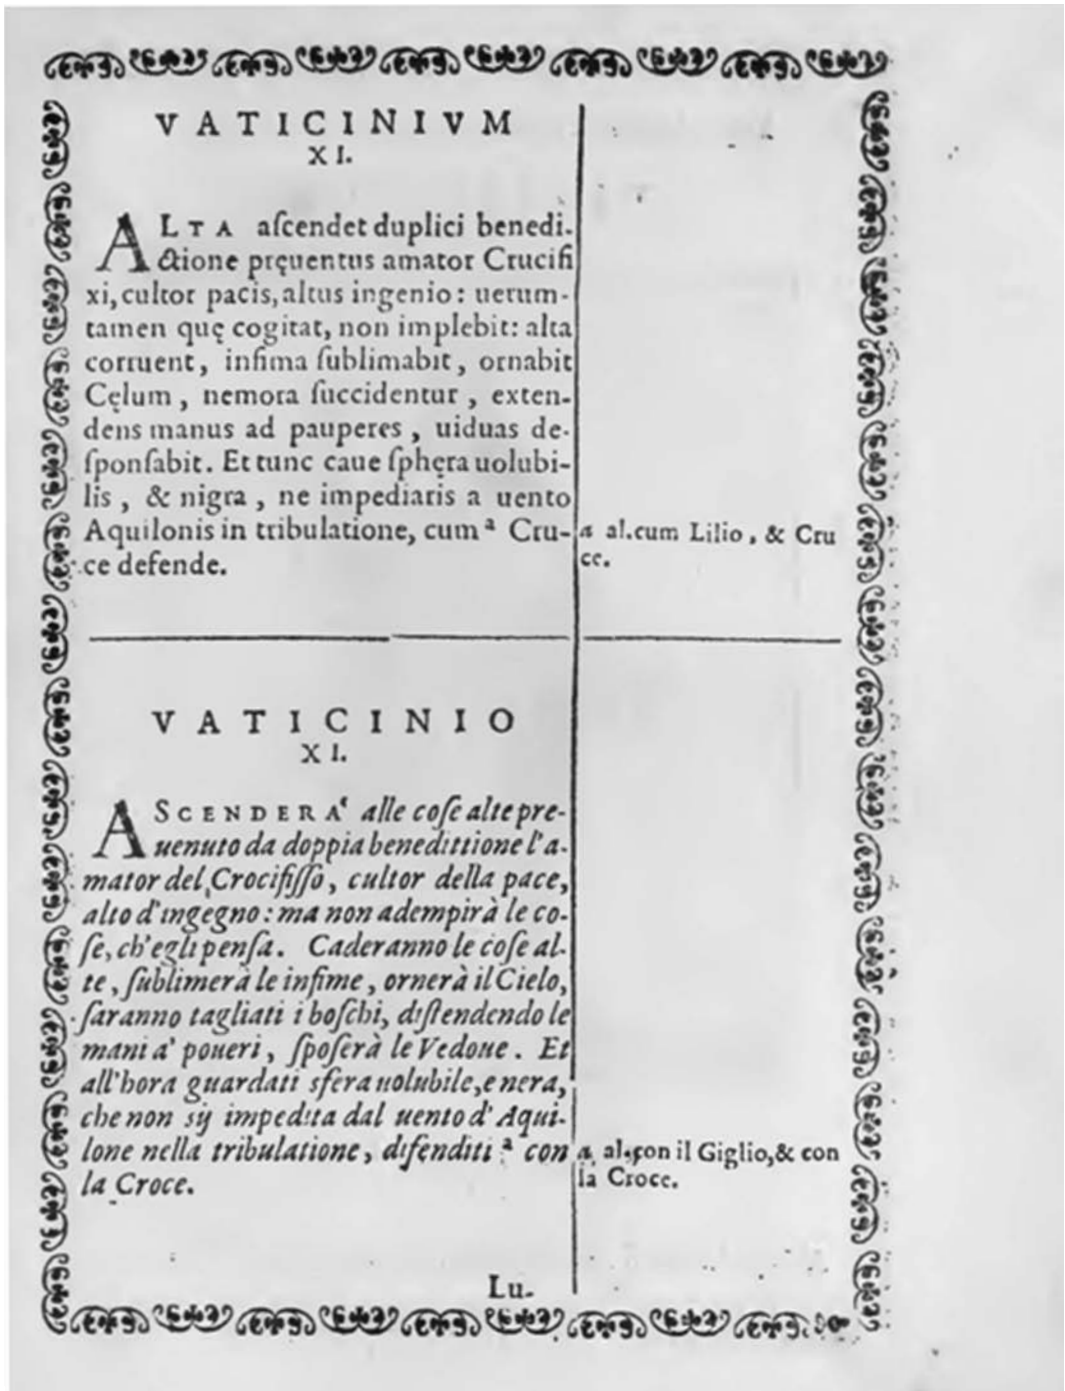 VATICINIVM
XI.
ALTA aſcendet duplici benedi-
ctione pręuentus amator Crucifi
xi, cultor pacis, altus ingenio: uerum-
tamen quę cogitat, non implebit: alta
corruent, infima ſublimabit, ornabit
Cęlum, nemora ſuccidentur, exten-
dens manus ad pauperes, uiduas de-
ſponſabit. Et tunc caue ſphęra uolubi-
lis, & nigra, ne impediaris a uento
Aquilonis in tribulatione, cum ª Cru-
ce defende.
a al. cum Lilio, & Cru
ce.
VATICINIO
XI.
ASCENDERA' alle coſe alte pre-
uenuto da doppia benedittione l'a-
mator del Crocifiſſo, cultor della pace,
alto d'ingegno: ma non adempirà le co-
ſe, ch'egli penſa. Caderanno le coſe al-
te, ſublimerà le infime, ornerà il Cielo,
ſaranno tagliati i boſchi, diſtendendo le
mani a' poueri, ſpoſerà le Vedoue. Et
all'hora guardati sfera uolubile, e nera,
che non sij impedita dal uento d'Aqui-
lone nella tribulatione, difenditi ª con
la Croce.
a al. con il Giglio, & con
la Croce.
Lu-